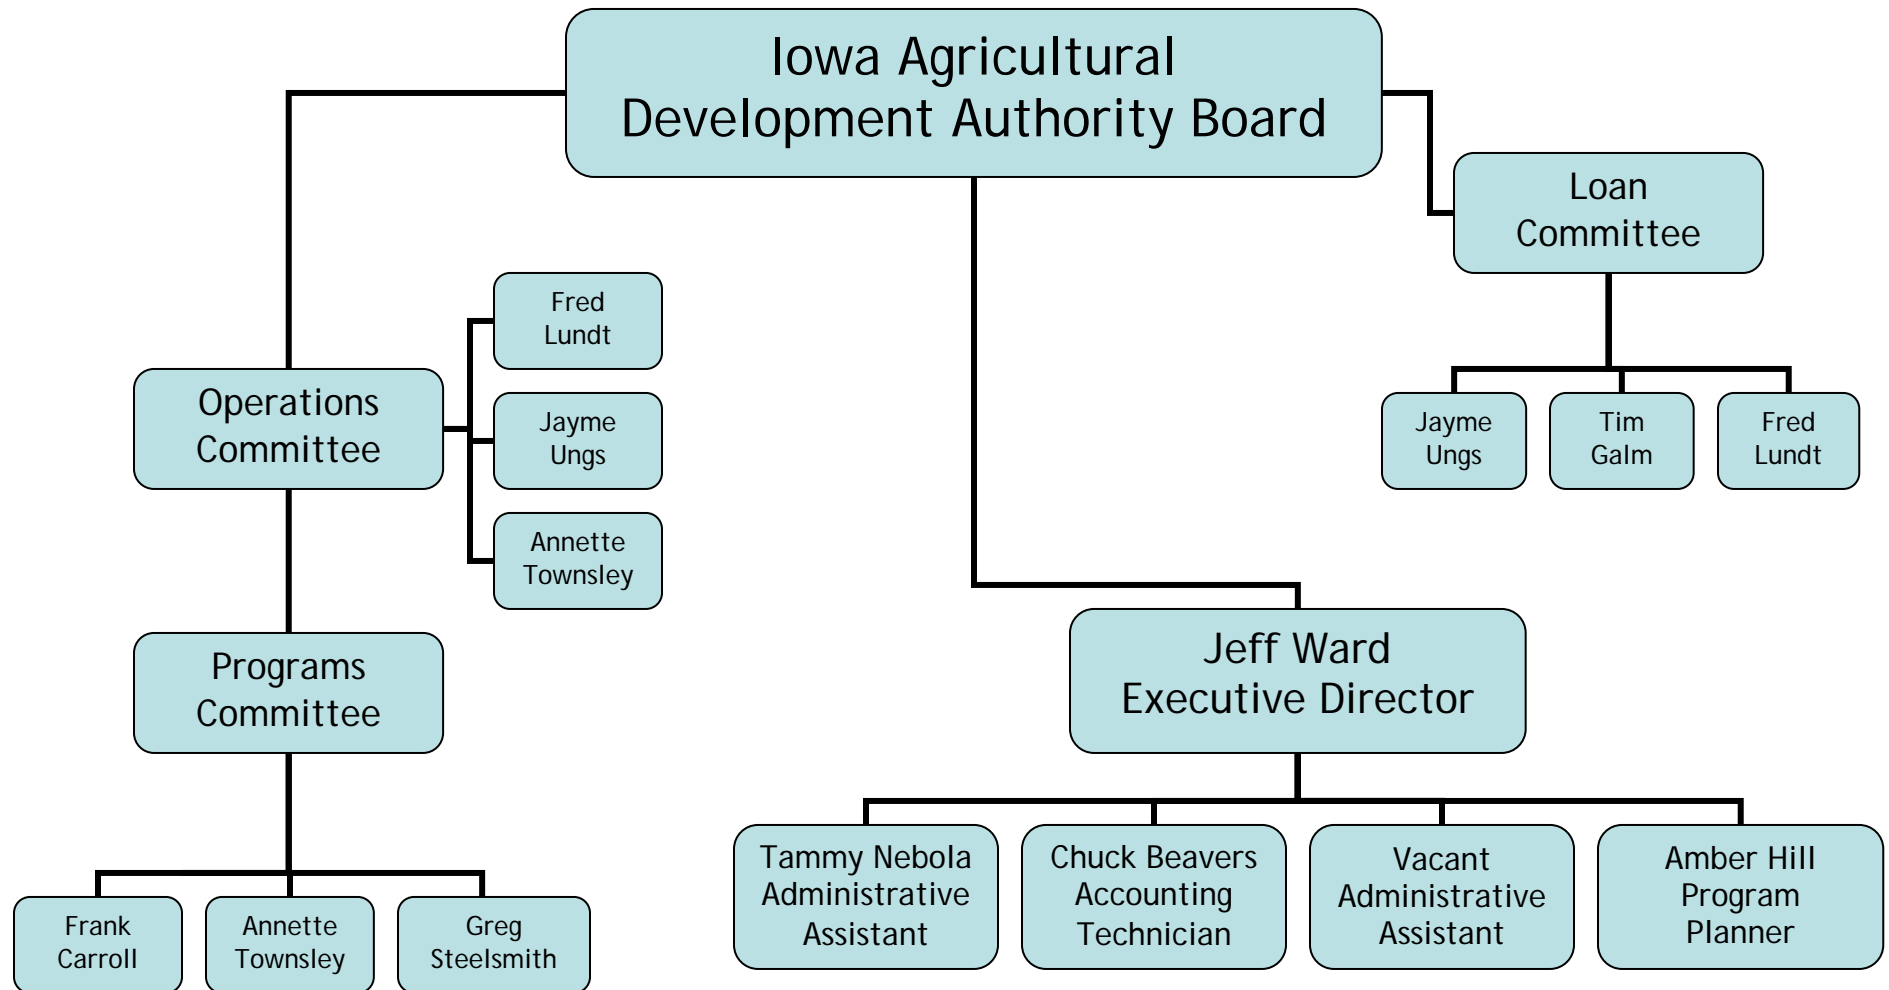 Iowa Agricultural
Development Authority Board
Loan
Committee
Fred
Lundt
Operations
Committee
Jayme
Ungs
Annette
Townsley
Jayme
Ungs
Tim
Galm
Fred
Lundt
Programs
Committee
Jeff Ward
Executive Director
Frank
Carroll
Annette
Townsley
Greg
Steelsmith
Tammy Nebola
Administrative
Assistant
Chuck Beavers
Accounting
Technician
Vacant
Administrative
Assistant
Amber Hill
Program
Planner